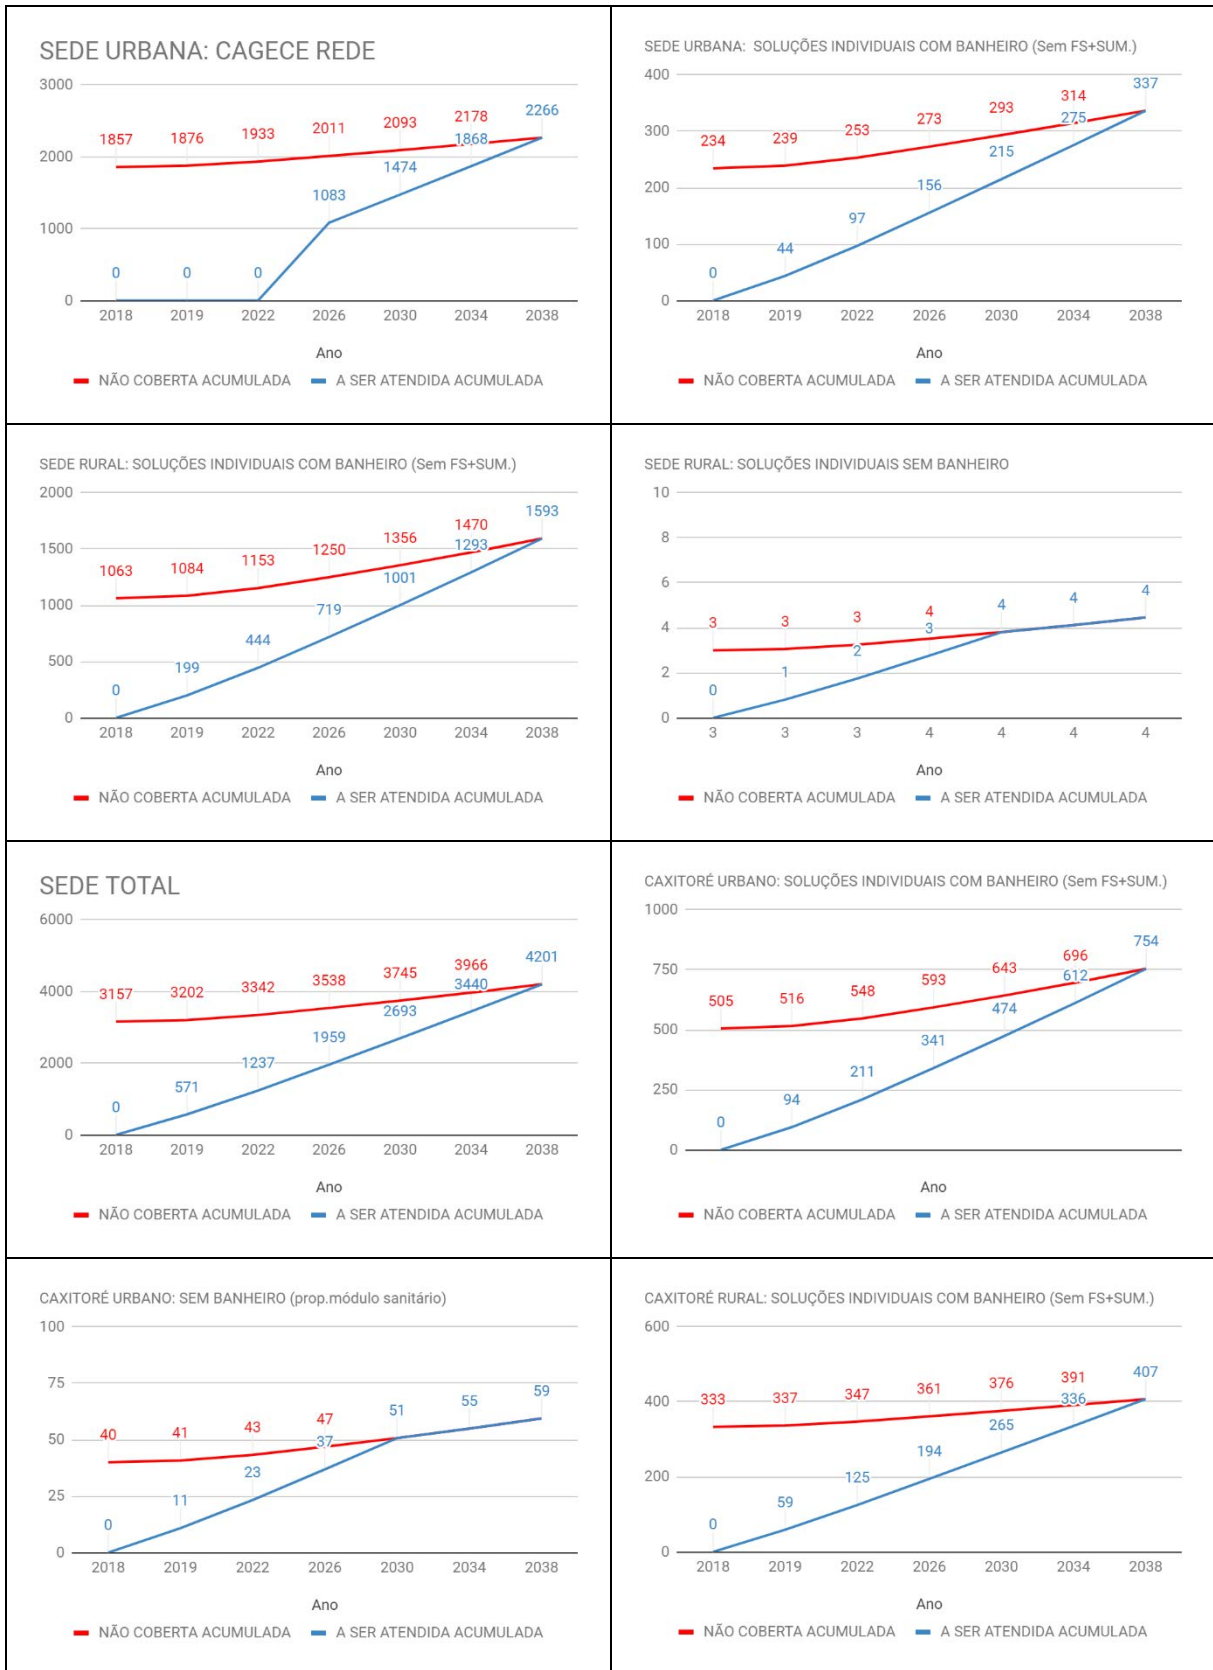 SEDE URBANA: CAGECE REDE
3000
2000
1000
0
1857 1876 1933 2011 2093 2178 2266
0 0 0 1083 1474 1868
2018 2019 2022 2026 2030 2034 2038
Ano
NÃO COBERTA ACUMULADA A SER ATENDIDA ACUMULADA
SEDE URBANA: SOLUÇÕES INDIVIDUAIS COM BANHEIRO (Sem FS+SUM.)
400
300
200
100
0
234 239 253 273 293 314 337
0 44 97 156 215 275
2018 2019 2022 2026 2030 2034 2038
Ano
NÃO COBERTA ACUMULADA A SER ATENDIDA ACUMULADA
SEDE RURAL: SOLUÇÕES INDIVIDUAIS COM BANHEIRO (Sem FS+SUM.)
2000
1500
1000
500
0
1063 1084 1153 1250 1356 1470 1593
0 199 444 719 1001 1293
2018 2019 2022 2026 2030 2034 2038
Ano
NÃO COBERTA ACUMULADA A SER ATENDIDA ACUMULADA
SEDE RURAL: SOLUÇÕES INDIVIDUAIS SEM BANHEIRO
10
8
6
4
2
0
3 3 3 4 4 4 4
0 1 2 3
3 3 3 4 4 4 4
Ano
NÃO COBERTA ACUMULADA A SER ATENDIDA ACUMULADA
SEDE TOTAL
6000
4000
2000
0
3157 3202 3342 3538 3745 3966 4201
0 571 1237 1959 2693 3440
2018 2019 2022 2026 2030 2034 2038
Ano
NÃO COBERTA ACUMULADA A SER ATENDIDA ACUMULADA
CAXITORÉ URBANO: SOLUÇÕES INDIVIDUAIS COM BANHEIRO (Sem FS+SUM.)
1000
750
500
250
0
505 516 548 593 643 696 754
0 94 211 341 474 612
Ano
NÃO COBERTA ACUMULADA A SER ATENDIDA ACUMULADA
CAXITORÉ URBANO: SEM BANHEIRO (prop.módulo sanitário)
100
75
50
25
0
40 41 43 47 51 55 59
0 11 23 37
2018 2019 2022 2026 2030 2034 2038
Ano
NÃO COBERTA ACUMULADA A SER ATENDIDA ACUMULADA
CAXITORÉ RURAL: SOLUÇÕES INDIVIDUAIS COM BANHEIRO (Sem FS+SUM.)
600
400
200
0
333 337 347 361 376 391 407
0 59 125 194 265 336
2018 2019 2022 2026 2030 2034 2038
Ano
NÃO COBERTA ACUMULADA A SER ATENDIDA ACUMULADA